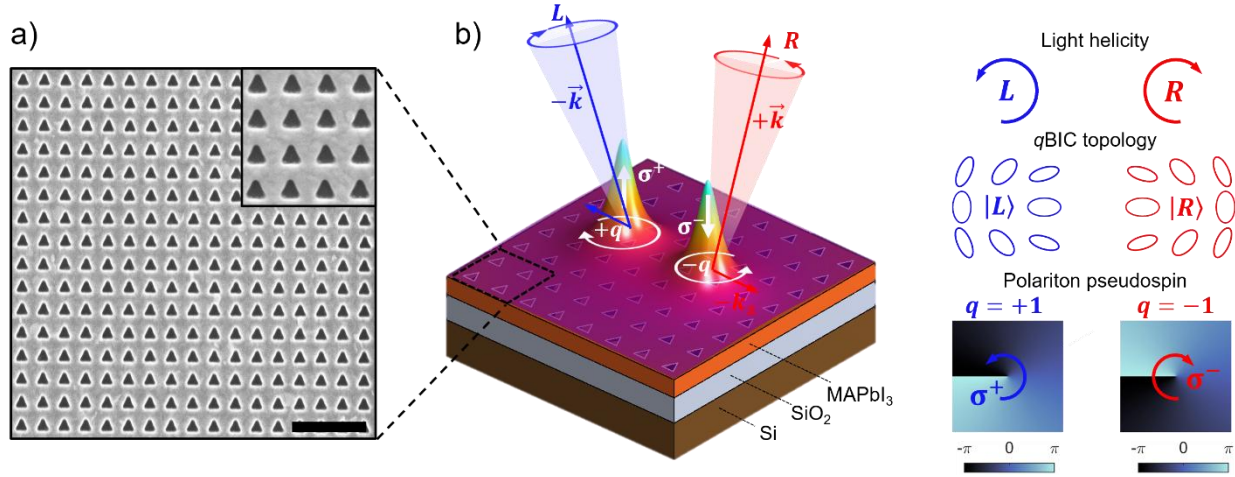 a)
b)
L
R
−k⃗
+k⃗
σ⁺
σ⁻
+q
−q
MAPbI₃
SiO₂
Si
Light helicity
L
R
qBIC topology
|L⟩
|R⟩
Polariton pseudospin
q = +1
q = −1
σ⁺
σ⁻
-π 0 π
-π 0 π